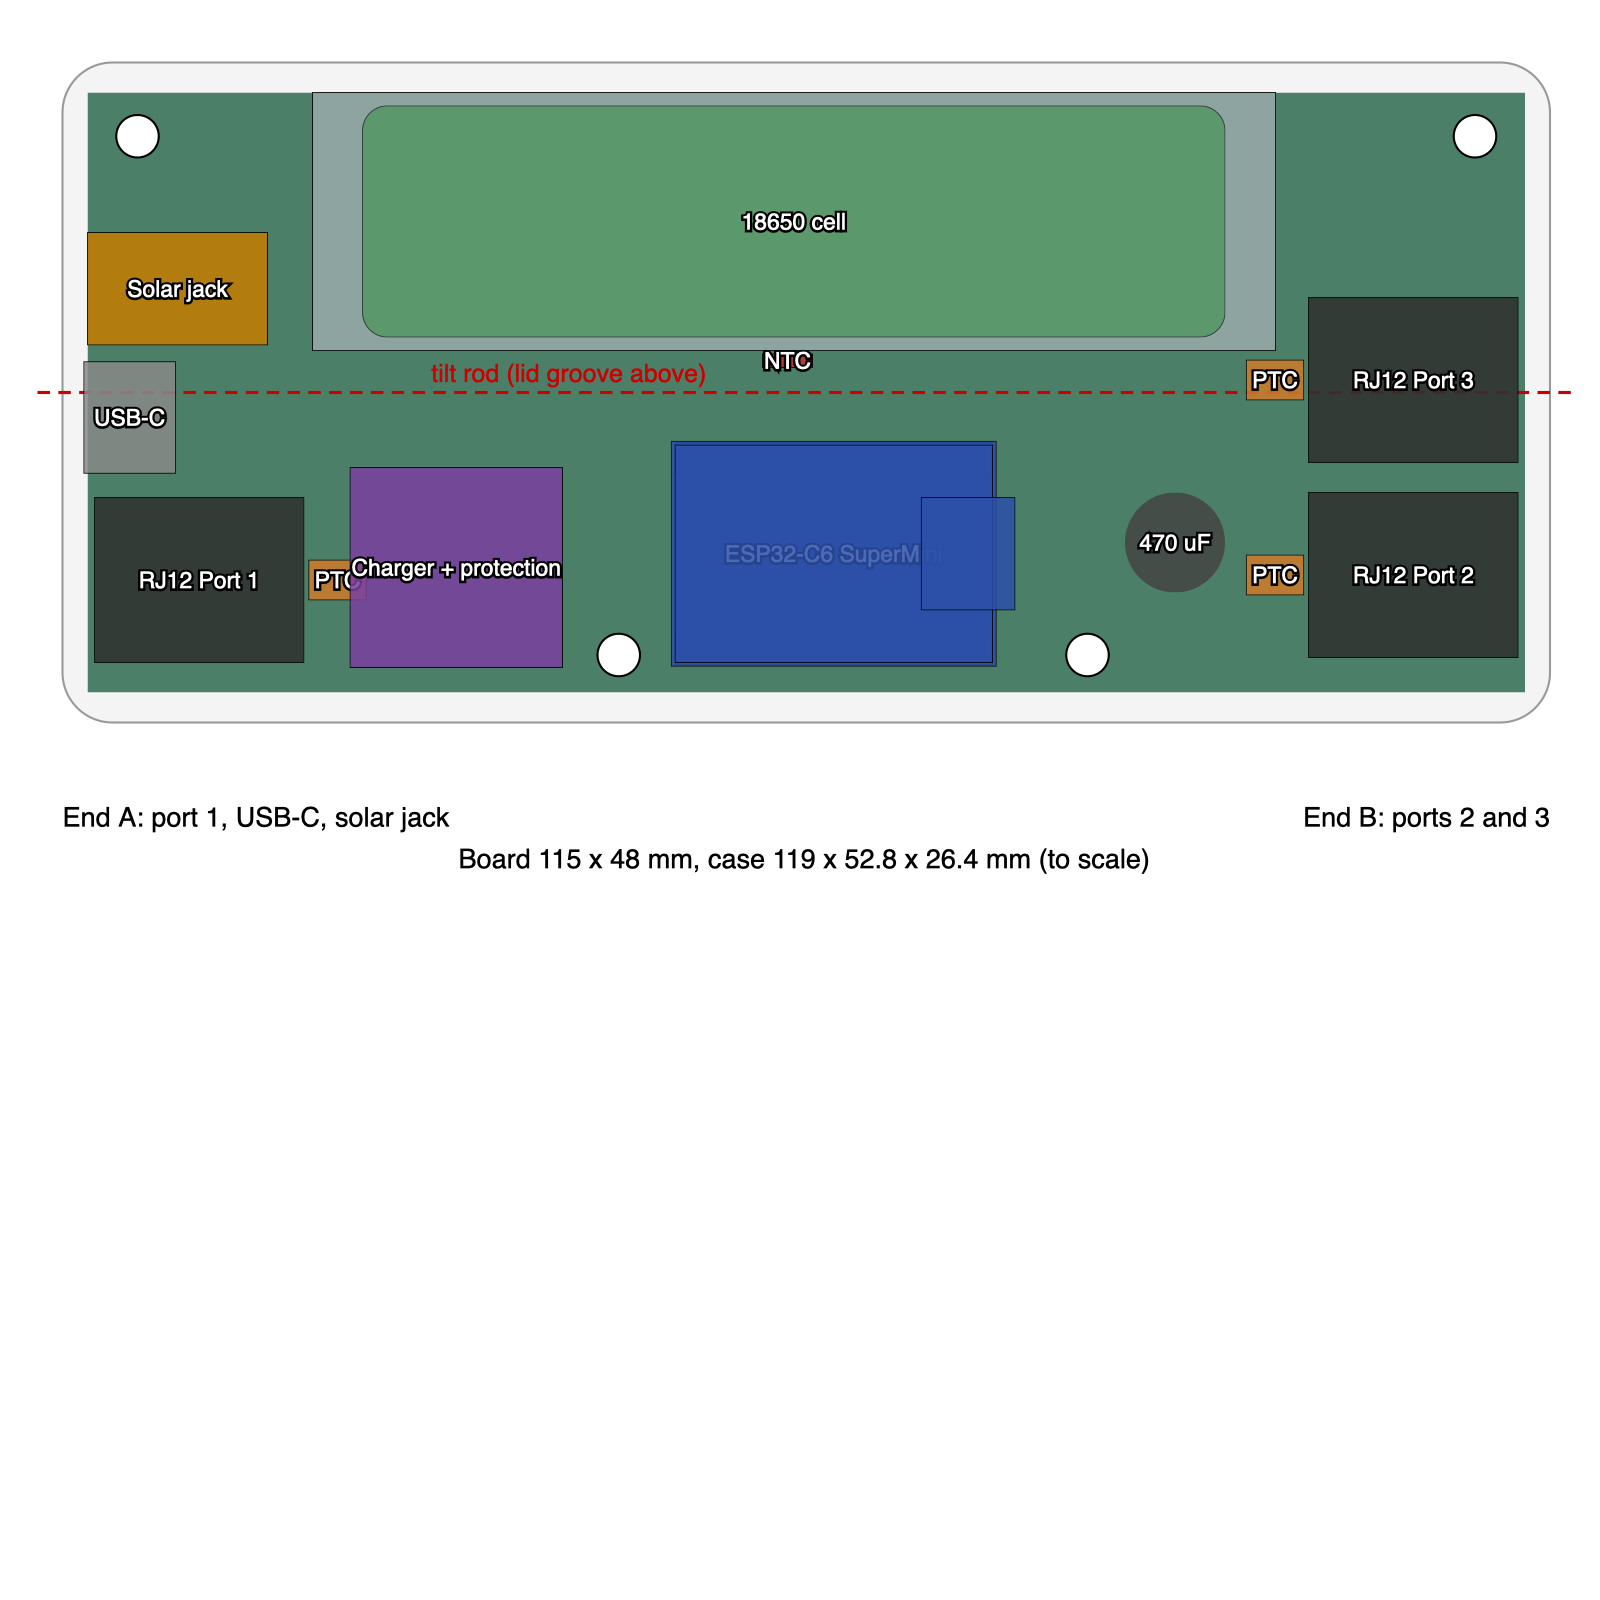 18650 cell
Solar jack
NTC
tilt rod (lid groove above)
PTC
RJ12 Port 3
USB-C
470 uF
ESP32-C6 SuperMini
Charger + protection
RJ12 Port 1
PTC
PTC
RJ12 Port 2
End A: port 1, USB-C, solar jack
End B: ports 2 and 3
Board 115 x 48 mm, case 119 x 52.8 x 26.4 mm (to scale)